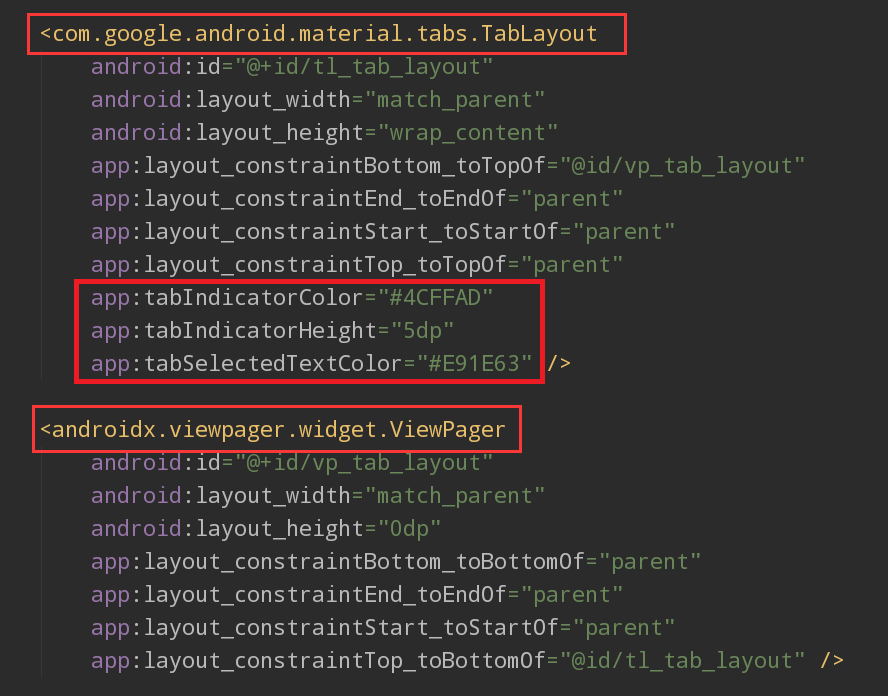 <com.google.android.material.tabs.TabLayout
android:id="@+id/tl_tab_layout"
android:layout_width="match_parent"
android:layout_height="wrap_content"
app:layout_constraintBottom_toTopOf="@id/vp_tab_layout"
app:layout_constraintEnd_toEndOf="parent"
app:layout_constraintStart_toStartOf="parent"
app:layout_constraintTop_toTopOf="parent"
app:tabIndicatorColor="#4CFFAD"
app:tabIndicatorHeight="5dp"
app:tabSelectedTextColor="#E91E63" />
<androidx.viewpager.widget.ViewPager
android:id="@+id/vp_tab_layout"
android:layout_width="match_parent"
android:layout_height="0dp"
app:layout_constraintBottom_toBottomOf="parent"
app:layout_constraintEnd_toEndOf="parent"
app:layout_constraintStart_toStartOf="parent"
app:layout_constraintTop_toBottomOf="@id/tl_tab_layout" />